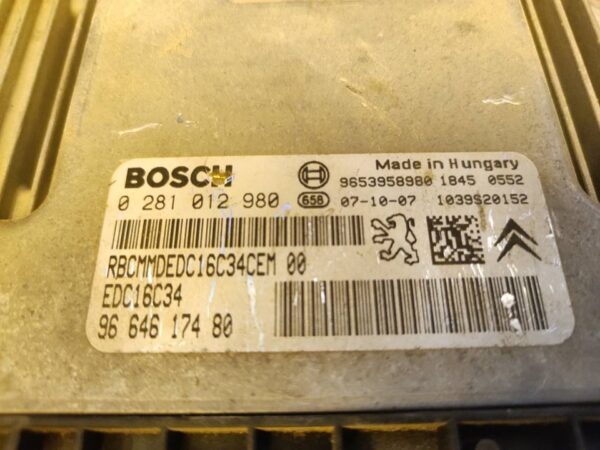 BOSCH
Made in Hungary
9653958980 1845 0552
0 281 012 980 658 07-10-07 1039S20152
RBCMMDEDC16C34CEM 00
EDC16C34
96 646 174 80